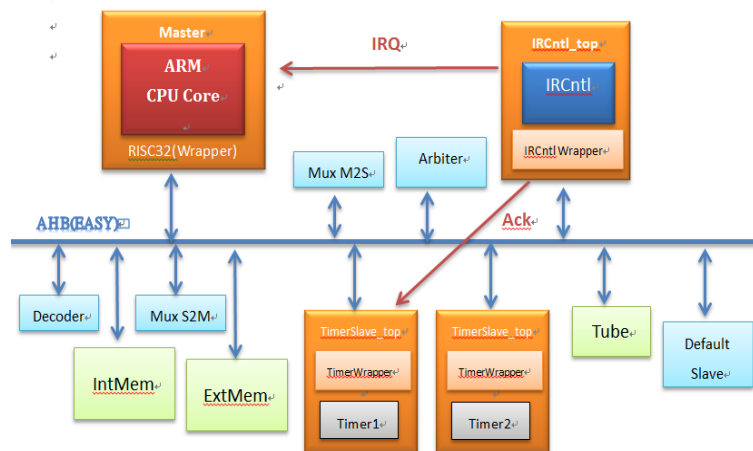 Master
ARM
CPU Core
RISC32(Wrapper)
IRQ
IRCntl_top
IRCntl
IRCntl Wrapper
Mux M2S
Arbiter
Ack
AHB(EASY)
Decoder
Mux S2M
IntMem
ExtMem
TimerSlave_top
TimerWrapper
Timer1
TimerSlave_top
TimerWrapper
Timer2
Tube
Default
Slave